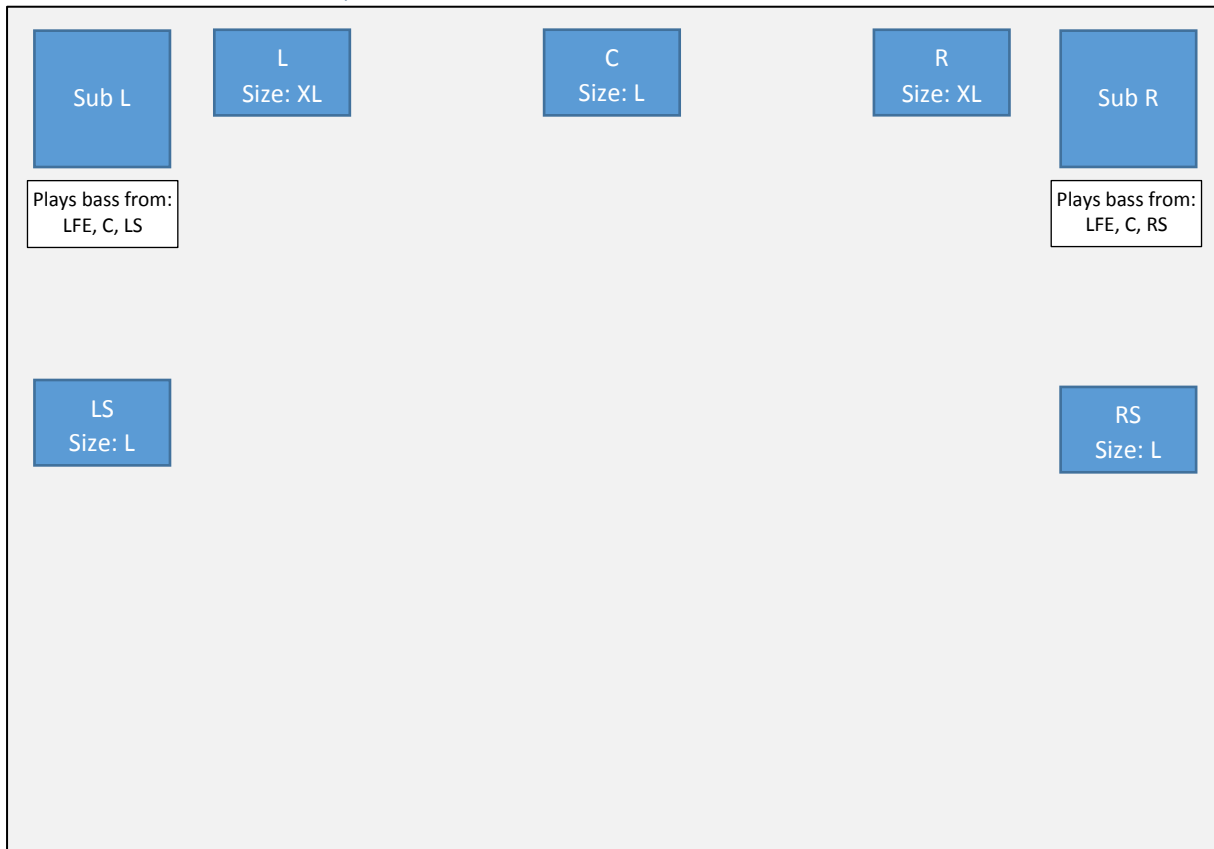 Sub L
L
Size: XL
C
Size: L
R
Size: XL
Sub R
Plays bass from:
LFE, C, LS
Plays bass from:
LFE, C, RS
LS
Size: L
RS
Size: L